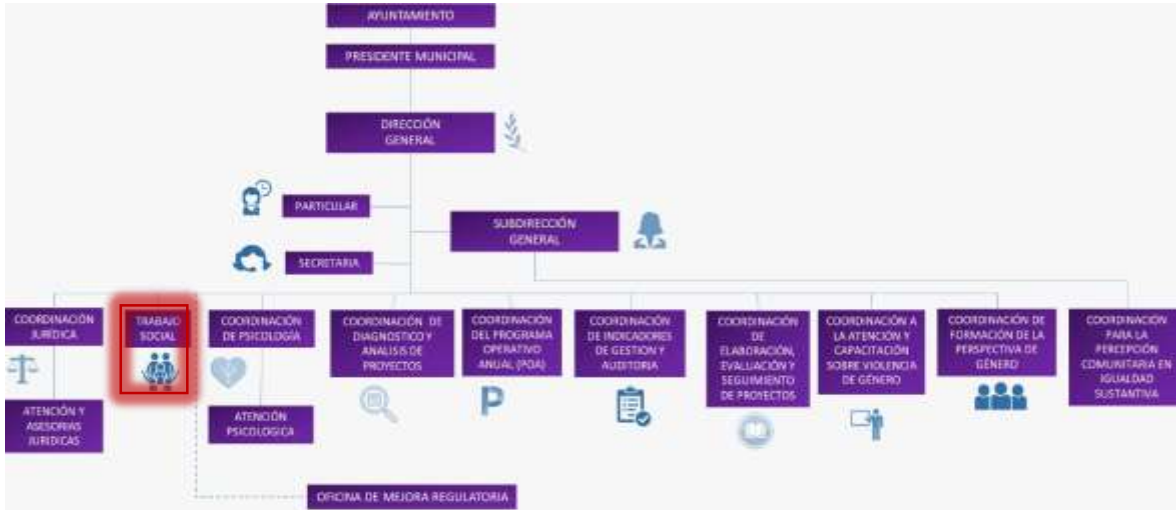 AYUNTAMIENTO
PRESIDENTE MUNICIPAL
DIRECCIÓN
GENERAL
PARTICULAR
SUBDIRECCIÓN
GENERAL
SECRETARIA
COORDINACIÓN
JURÍDICA
TRABAJO
SOCIAL
COORDINACIÓN
DE PSICOLOGÍA
COORDINACIÓN DE
DIAGNOSTICO Y
ANALISIS DE
PROYECTOS
COORDINACIÓN
DEL PROGRAMA
OPERATIVO
ANUAL (POA)
COORDINACIÓN
DE INDICADORES
DE GESTION Y
AUDITORIA
COORDINACIÓN
DE
ELABORACIÓN,
EVALUACIÓN Y
SEGUIMIENTO
DE PROYECTOS
COORDINACIÓN A
LA ATENCIÓN Y
CAPACITACIÓN
SOBRE VIOLENCIA
DE GÉNERO
COORDINACIÓN DE
FORMACIÓN DE LA
PERSPECTIVA DE
GÉNERO
COORDINACIÓN
PARA LA
PERCEPCIÓN
COMUNITARIA EN
IGUALDAD
SUSTANTIVA
P
ATENCIÓN Y
ASESORIAS
JURIDICAS
ATENCIÓN
PSICOLOGICA
OFICINA DE MEJORA REGULATORIA